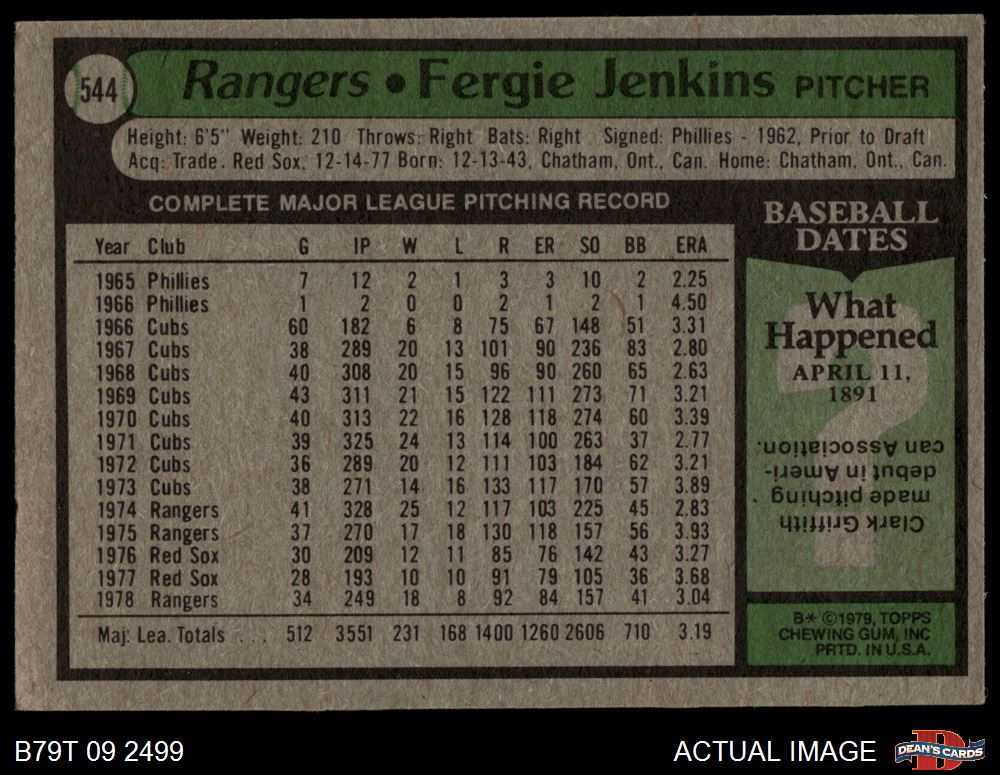 544
Rangers • Fergie Jenkins PITCHER
Height: 6'5" Weight: 210 Throws: Right Bats: Right Signed: Phillies - 1962, Prior to Draft
Acq: Trade. Red Sox, 12-14-77 Born: 12-13-43, Chatham, Ont., Can. Home: Chatham, Ont., Can.
COMPLETE MAJOR LEAGUE PITCHING RECORD
Year Club G IP W L R ER SO BB ERA
1965 Phillies 7 12 2 1 3 3 10 2 2.25
1966 Phillies 1 2 0 0 2 1 2 1 4.50
1966 Cubs 60 182 6 8 75 67 148 51 3.31
1967 Cubs 38 289 20 13 101 90 236 83 2.80
1968 Cubs 40 308 20 15 96 90 260 65 2.63
1969 Cubs 43 311 21 15 122 111 273 71 3.21
1970 Cubs 40 313 22 16 128 118 274 60 3.39
1971 Cubs 39 325 24 13 114 100 263 37 2.77
1972 Cubs 36 289 20 12 111 103 184 62 3.21
1973 Cubs 38 271 14 16 133 117 170 57 3.89
1974 Rangers 41 328 25 12 117 103 225 45 2.83
1975 Rangers 37 270 17 18 130 118 157 56 3.93
1976 Red Sox 30 209 12 11 85 76 142 43 3.27
1977 Red Sox 28 193 10 10 91 79 105 36 3.68
1978 Rangers 34 249 18 8 92 84 157 41 3.04
Maj. Lea. Totals . . . 512 3551 231 168 1400 1260 2606 710 3.19
BASEBALL
DATES
What
Happened
APRIL 11,
1891
?
Clark Griffith
made pitching
debut in Ameri-
can Association.
B* ©1979, TOPPS
CHEWING GUM, INC
PRTD. IN U.S.A.
B79T 09 2499
ACTUAL IMAGE
D
DEAN'S CARDS